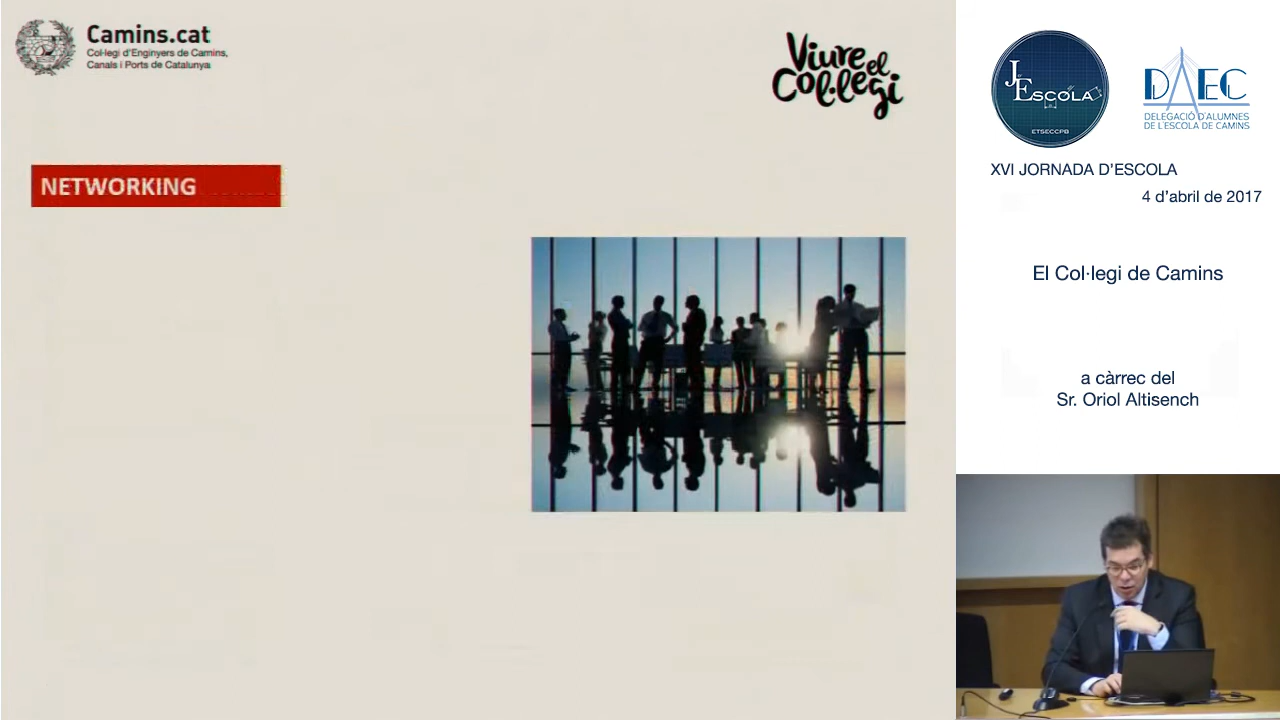 Camins.cat
Col·legi d'Enginyers de Camins,
Canals i Ports de Catalunya
Viure el
Col·legi
NETWORKING
J
ESCOLA
ETSECCPB
DAEC
DELEGACIÓ D'ALUMNES
DE L'ESCOLA DE CAMINS
XVI JORNADA D'ESCOLA
4 d'abril de 2017
El Col·legi de Camins
a càrrec del
Sr. Oriol Altisench